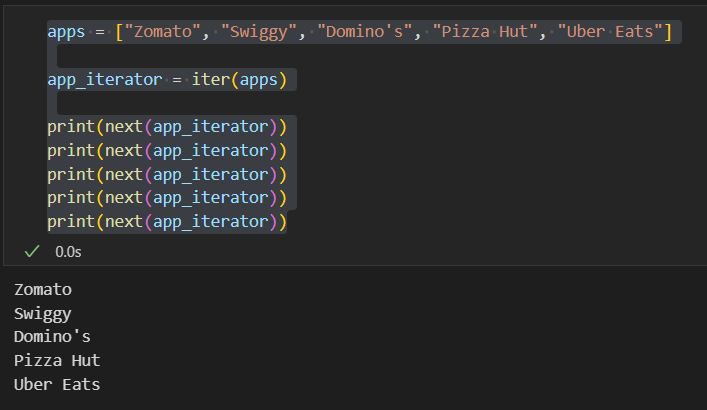 apps = ["Zomato", "Swiggy", "Domino's", "Pizza Hut", "Uber Eats"]
app_iterator = iter(apps)
print(next(app_iterator))
print(next(app_iterator))
print(next(app_iterator))
print(next(app_iterator))
print(next(app_iterator))
0.0s
Zomato
Swiggy
Domino's
Pizza Hut
Uber Eats